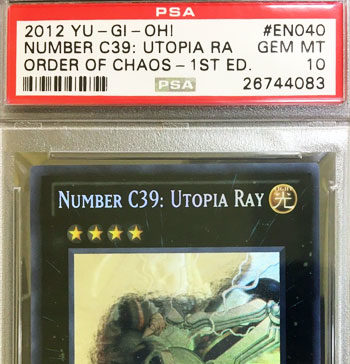 PSA
2012 YU-GI-OH! #EN040
NUMBER C39: UTOPIA RA GEM MT
ORDER OF CHAOS-1ST ED. 10
PSA 26744083
NUMBER C39: UTOPIA RAY
LIGHT
光